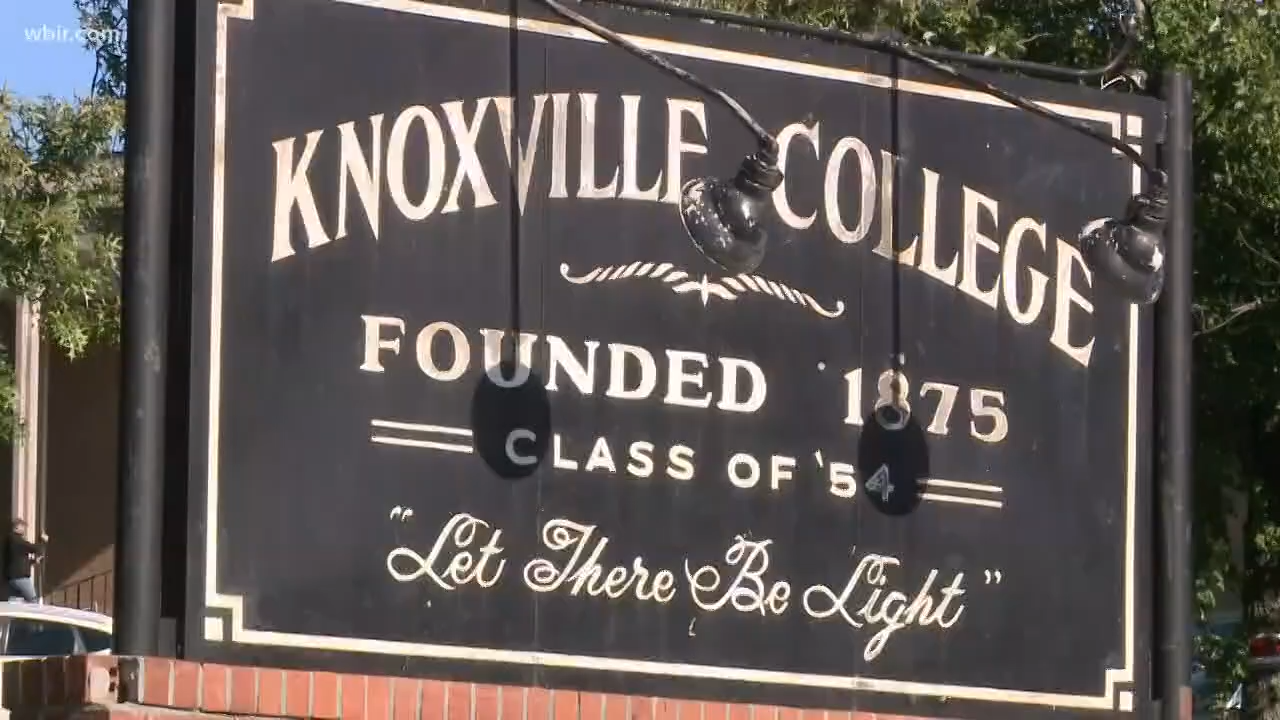 wbir.com
KNOXVILLE COLLEGE
FOUNDED 1875
CLASS OF '54
"Let There Be Light"